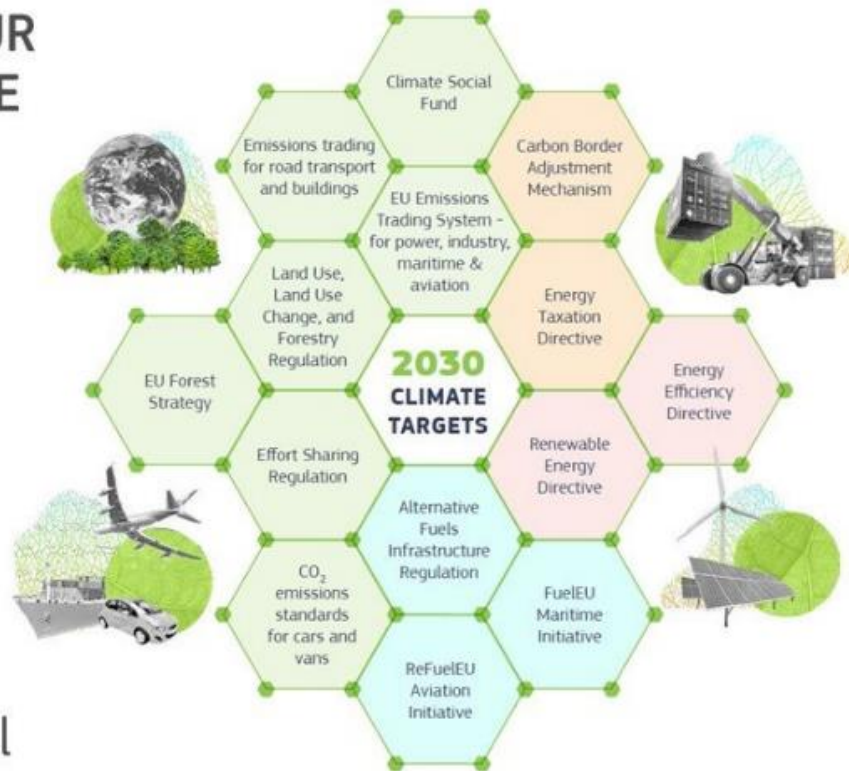 UR
E
Climate Social
Fund
Emissions trading
for road transport
and buildings
Carbon Border
Adjustment
Mechanism
EU Emissions
Trading System –
for power, industry,
maritime &
aviation
Land Use,
Land Use
Change, and
Forestry
Regulation
Energy
Taxation
Directive
EU Forest
Strategy
2030
CLIMATE
TARGETS
Energy
Efficiency
Directive
Effort Sharing
Regulation
Renewable
Energy
Directive
Alternative
Fuels
Infrastructure
Regulation
CO₂
emissions
standards
for cars and
vans
FuelEU
Maritime
Initiative
ReFuelEU
Aviation
Initiative
l